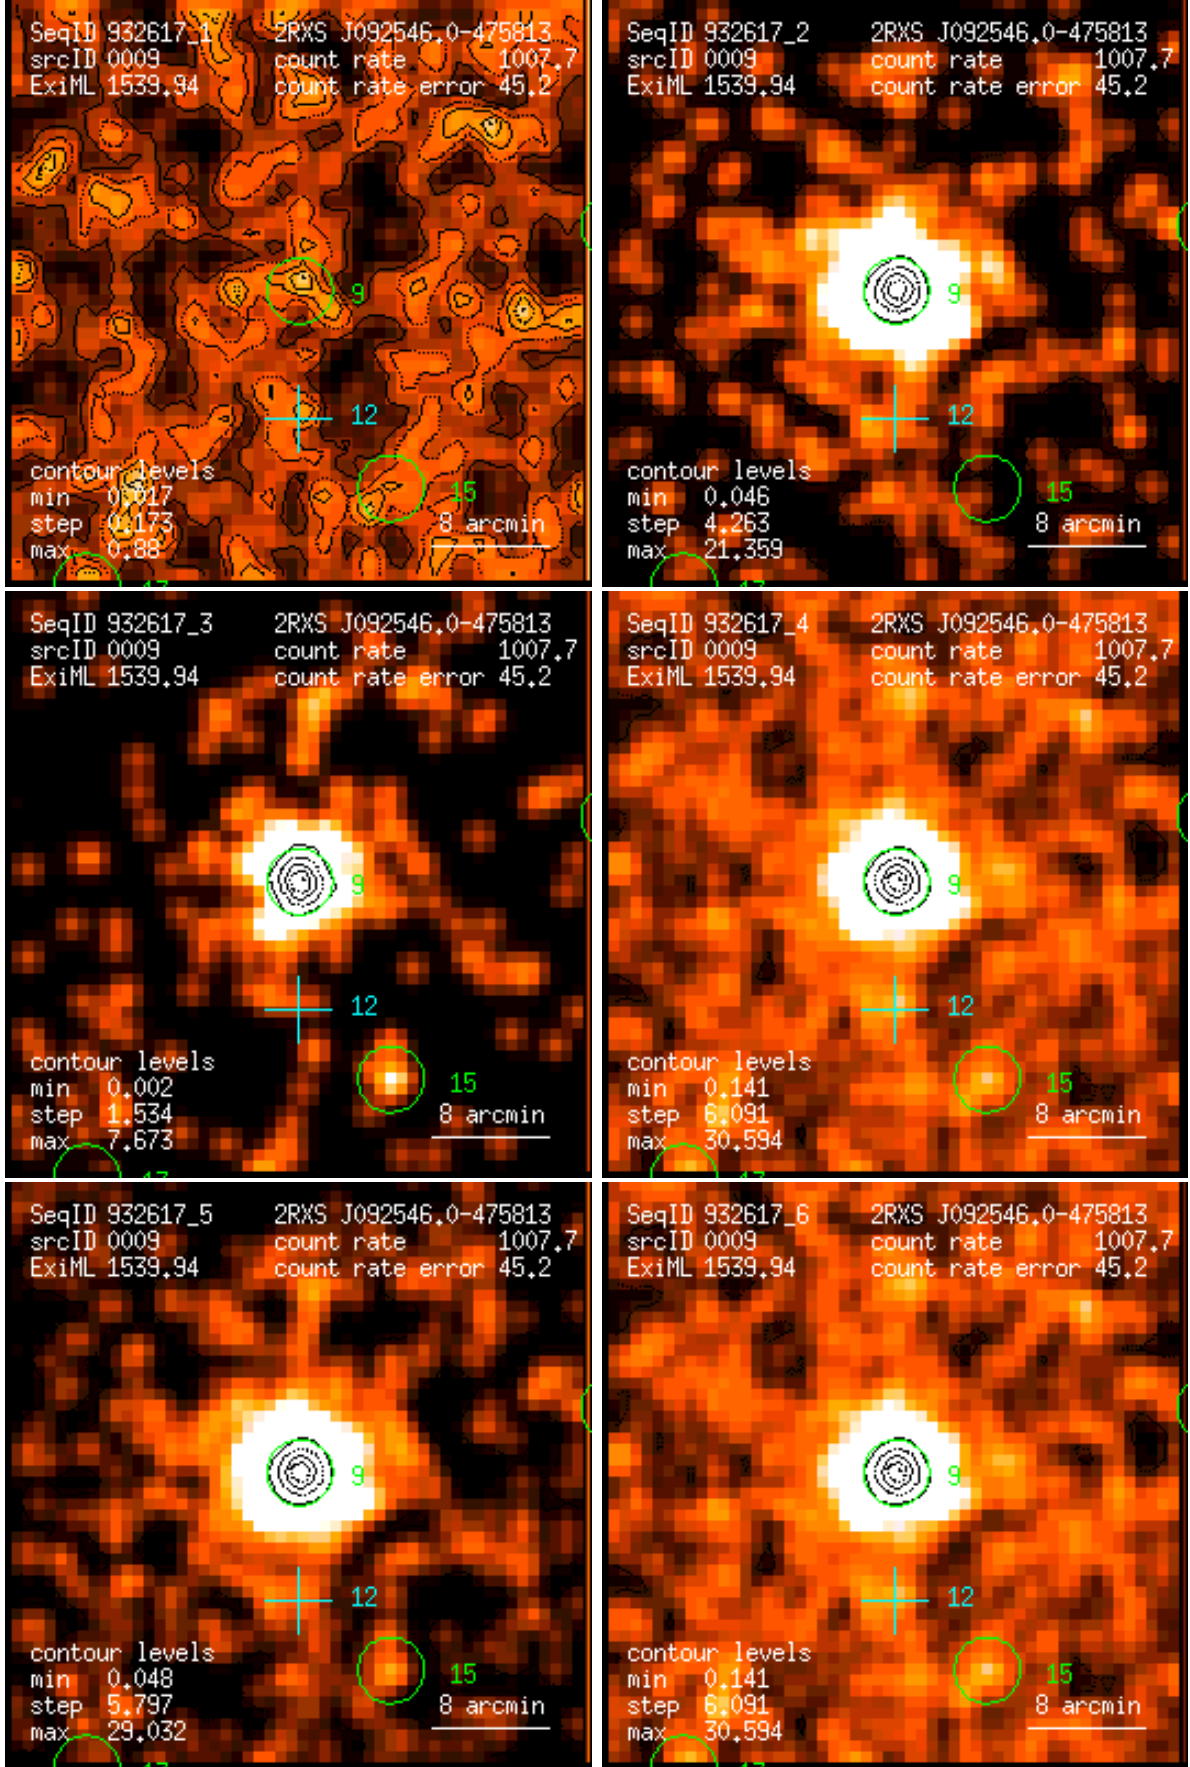 SeqID 932617_1 2RXS J092546.0-475813
srcID 0009 count rate 1007.7
ExiML 1539.94 count rate error 45.2
9
12
contour levels
min 0.017
15
step 0.173 8 arcmin
max 0.88
17
SeqID 932617_2 2RXS J092546.0-475813
srcID 0009 count rate 1007.7
ExiML 1539.94 count rate error 45.2
9
12
contour levels
min 0.046
15
step 4.263 8 arcmin
max 21.359
17
SeqID 932617_3 2RXS J092546.0-475813
srcID 0009 count rate 1007.7
ExiML 1539.94 count rate error 45.2
9
12
contour levels
min 0.002
15
step 1.534 8 arcmin
max 7.673
17
SeqID 932617_4 2RXS J092546.0-475813
srcID 0009 count rate 1007.7
ExiML 1539.94 count rate error 45.2
9
12
contour levels
min 0.141
15
step 6.091 8 arcmin
max 30.594
17
SeqID 932617_5 2RXS J092546.0-475813
srcID 0009 count rate 1007.7
ExiML 1539.94 count rate error 45.2
9
12
contour levels
min 0.048
15
step 5.797 8 arcmin
max 29.032
17
SeqID 932617_6 2RXS J092546.0-475813
srcID 0009 count rate 1007.7
ExiML 1539.94 count rate error 45.2
9
12
contour levels
min 0.141
15
step 6.091 8 arcmin
max 30.594
17